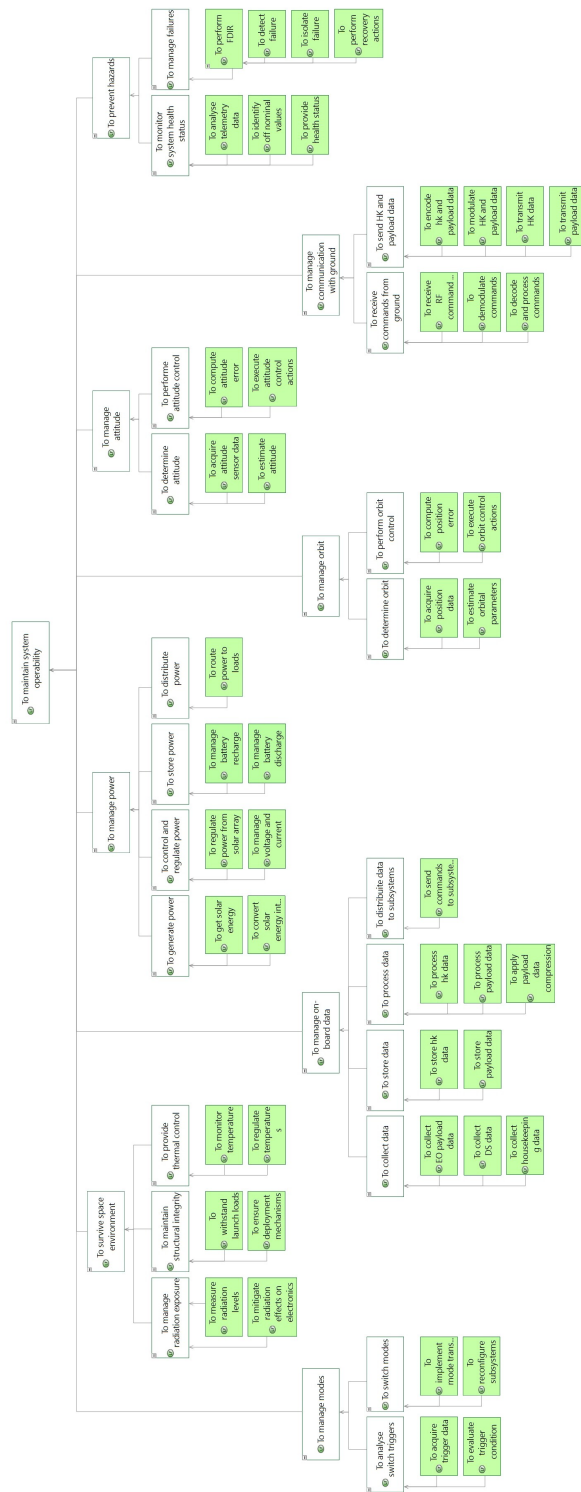 To maintain system
operability
To survive space
environment
To manage power
To manage
attitude
To prevent hazards
To manage
radiation exposure
To maintain
structural integrity
To provide
thermal control
To generate power
To control and
regulate power
To store power
To distribute
power
To determine
attitude
To performe
attitude control
To monitor
system health
status
To manage failures
To measure
radiation
levels
To mitigate
radiation
effects on
electronics
To
withstand
launch loads
To ensure
deployment
mechanisms
To monitor
temperature
To regulate
temperature
s
To get solar
energy
To convert
solar
energy int...
To regulate
power from
solar array
To manage
voltage and
current
To manage
battery
recharge
To manage
battery
discharge
To route
power to
loads
To acquire
attitude
sensor data
To estimate
attitude
To compute
attitude
error
To execute
attitude
control
actions
To analyse
telemetry
data
To identify
off nominal
values
To provide
health status
To perform
FDIR
To detect
failure
To isolate
failure
To
perform
recovery
actions
To manage modes
To manage on-
board data
To manage orbit
To manage
communication
with ground
To analyse
switch triggers
To switch modes
To collect data
To store data
To process data
To distribuite data
to subsystems
To determine orbit
To perform orbit
control
To receive
commands from
ground
To send HK and
payload data
To acquire
trigger data
To evaluate
trigger
condition
To
implement
mode trans...
To
reconfigure
subsystems
To collect
EO payload
data
To collect
DS data
To collect
housekeepin
g data
To store hk
data
To store
payload data
To process
hk data
To process
payload data
To apply
payload
data
compression
To send
commands
to subsyste...
To acquire
position
data
To estimate
orbital
parameters
To compute
position
error
To execute
orbit control
actions
To receive
RF
command ...
To
demodulate
commands
To decode
and process
commands
To encode
hk and
payload data
To modulate
HK and
payload data
To transmit
HK data
To transmit
payload data